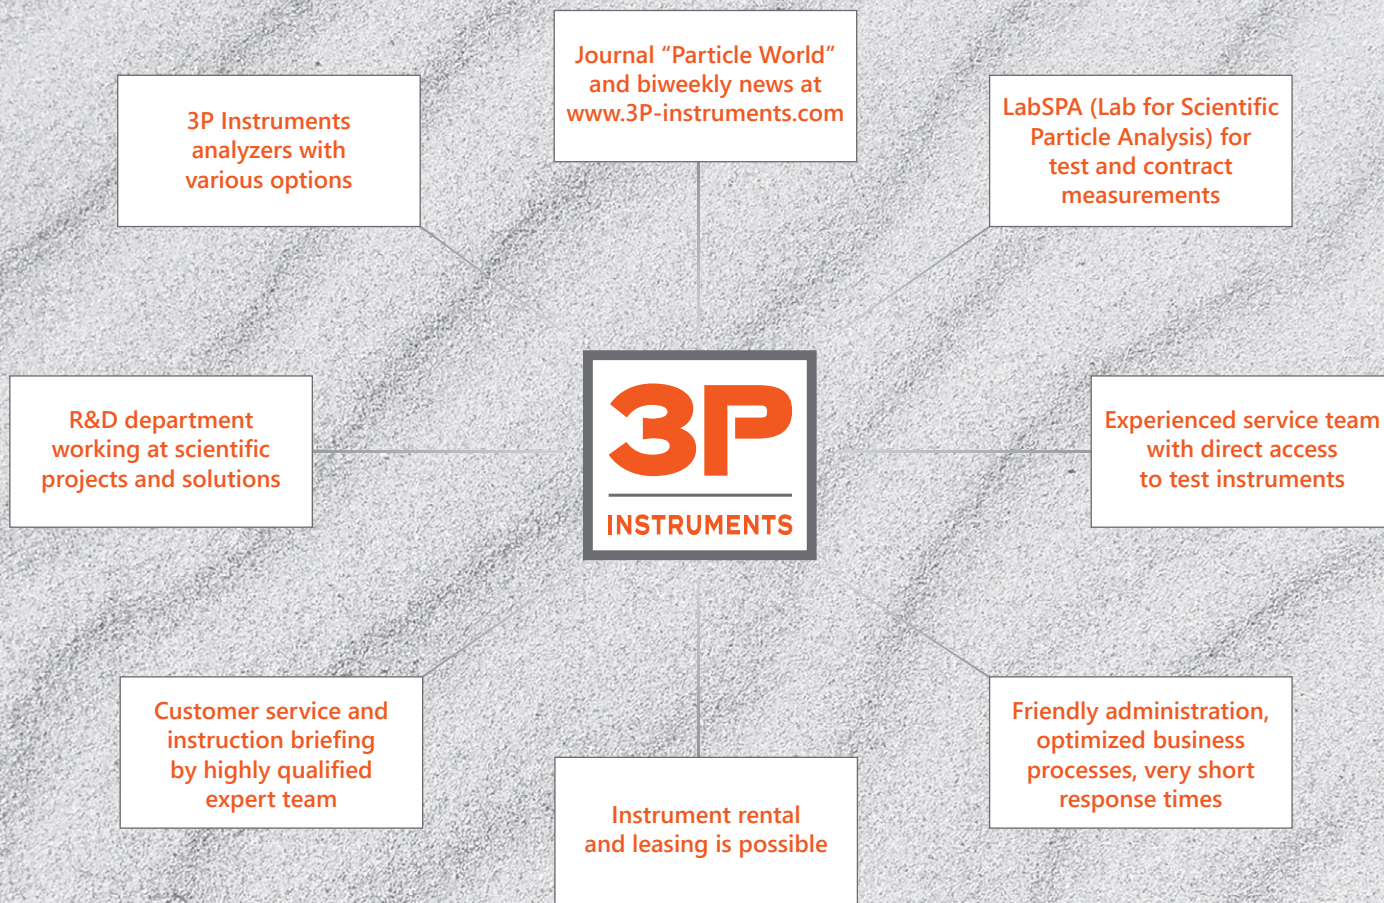 Journal “Particle World”
and biweekly news at
www.3P-instruments.com
3P Instruments
analyzers with
various options
LabSPA (Lab for Scientific
Particle Analysis) for
test and contract
measurements
R&D department
working at scientific
projects and solutions
3P
INSTRUMENTS
Experienced service team
with direct access
to test instruments
Customer service and
instruction briefing
by highly qualified
expert team
Instrument rental
and leasing is possible
Friendly administration,
optimized business
processes, very short
response times